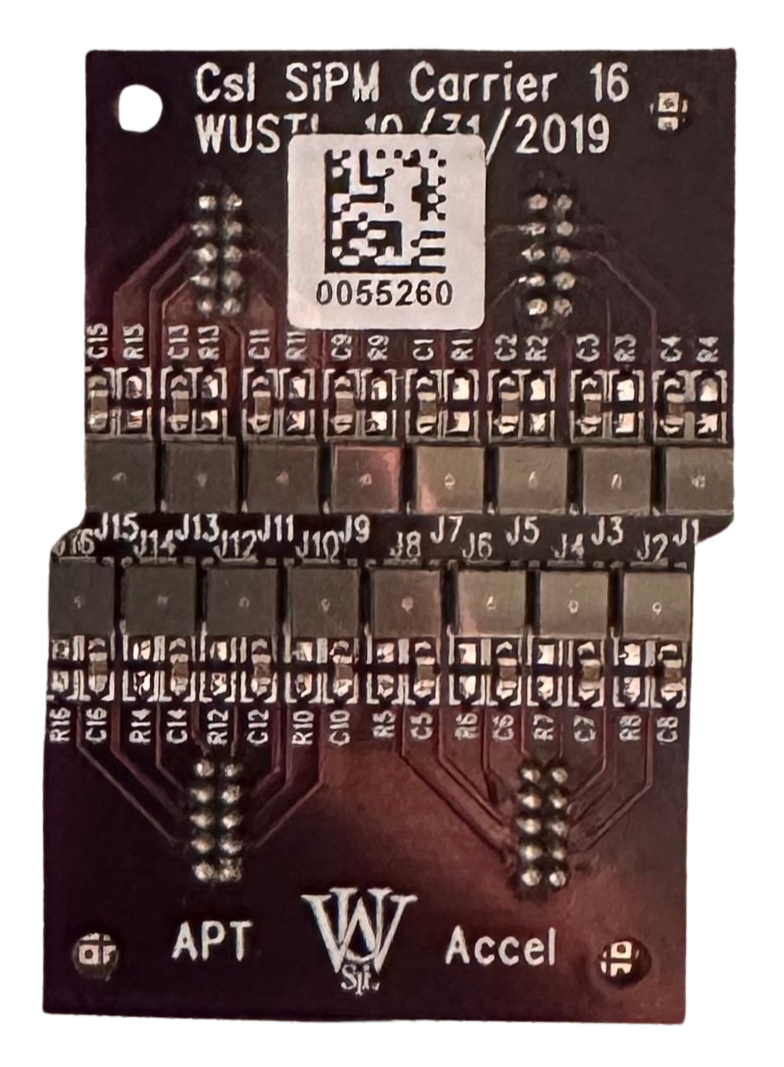 CsI SiPM Carrier 16
WUSTL 10/31/2019
0055260
C15 R15 C13 R13 C11 R11 C9 R9 C1 R1 C2 R2 C3 R3 C4 R4
J15 J13 J11 J9 J7 J5 J3 J1
J16 J14 J12 J10 J8 J6 J4 J2
R16 C16 R14 C14 R12 C12 R10 C10 R5 C5 R6 C6 R7 C7 R8 C8
APT W Accel